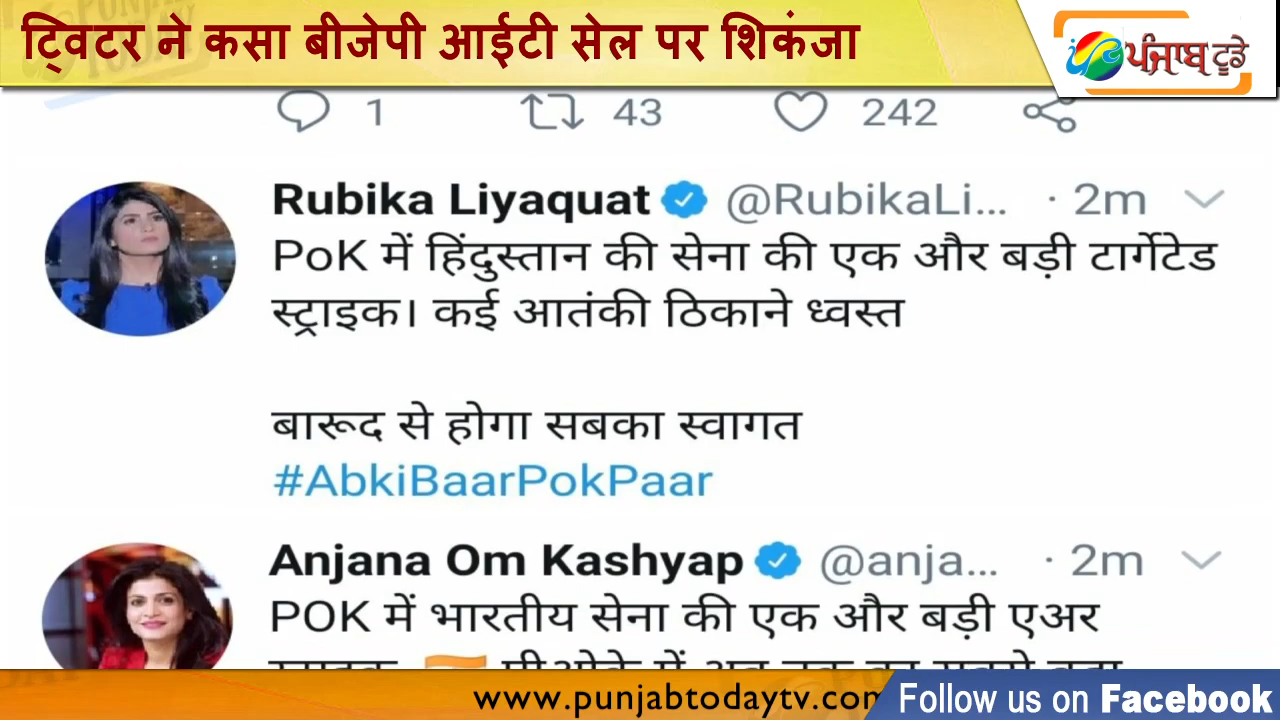 ट्विटर ने कसा बीजेपी आईटी सेल पर शिकंजा
ਪੰਜਾਬ ਟੂਡੇ
1 43 242
Rubika Liyaquat @RubikaLi... · 2m
PoK में हिंदुस्तान की सेना की एक और बड़ी टार्गेटेड
स्ट्राइक। कई आतंकी ठिकाने ध्वस्त
बारूद से होगा सबका स्वागत
#AbkiBaarPokPaar
Anjana Om Kashyap @anja... · 2m
POK में भारतीय सेना की एक और बड़ी एअर
www.punjabtodaytv.com
Follow us on Facebook